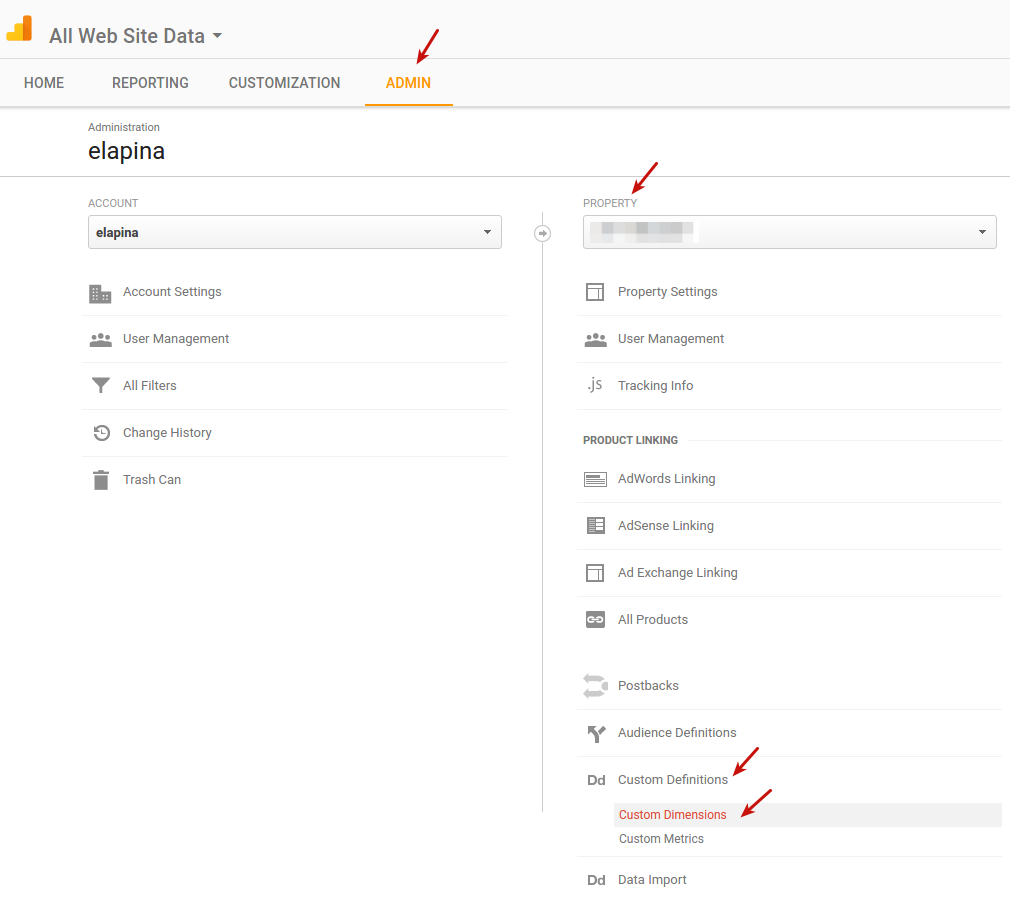 All Web Site Data
HOME REPORTING CUSTOMIZATION ADMIN
Administration
elapina
ACCOUNT
elapina
Account Settings
User Management
All Filters
Change History
Trash Can
PROPERTY
Property Settings
User Management
.js Tracking Info
PRODUCT LINKING
AdWords Linking
AdSense Linking
Ad Exchange Linking
All Products
Postbacks
Audience Definitions
Dd Custom Definitions
Custom Dimensions
Custom Metrics
Dd Data Import